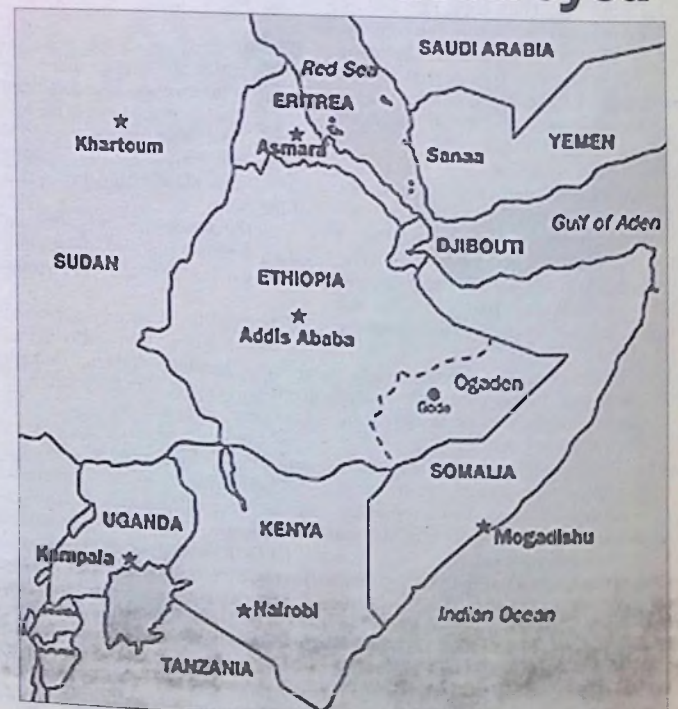 SAUDI ARABIA
Red Sea
ERITREA
Khartoum
Asmara
Sanaa
YEMEN
Gulf of Aden
DJIBOUTI
SUDAN
ETHIOPIA
Addis Ababa
Ogaden
Gode
SOMALIA
UGANDA
KENYA
Mogadishu
Kampala
Nairobi
Indian Ocean
TANZANIA